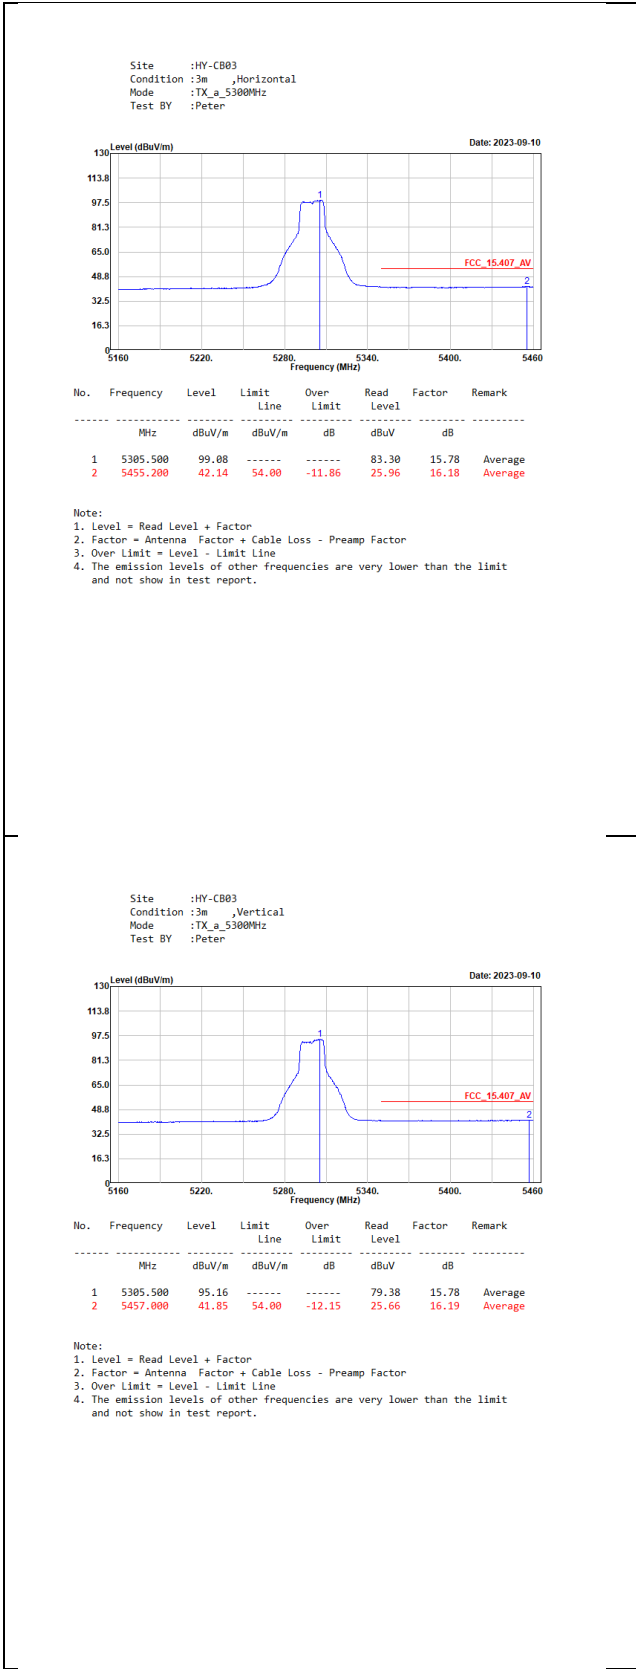 Site      :HY-CB03
Condition :3m    ,Horizontal
Mode      :TX_a_5300MHz
Test BY   :Peter
Level (dBuV/m)
Date: 2023-09-10
130
113.8
97.5
81.3
65.0
48.8
32.5
16.3
0
1
FCC_15.407_AV
2
5160 5220. 5280. 5340. 5400. 5460
Frequency (MHz)
No. Frequency Level Limit Over Read Factor Remark
Line Limit Level
------ ----------- -------- -------- --------- -------- -------- ---------
MHz dBuV/m dBuV/m dB dBuV dB
1 5305.500 99.08 ------ ------ 83.30 15.78 Average
2 5455.200 42.14 54.00 -11.86 25.96 16.18 Average
Note:
1. Level = Read Level + Factor
2. Factor = Antenna  Factor + Cable Loss - Preamp Factor
3. Over Limit = Level - Limit Line
4. The emission levels of other frequencies are very lower than the limit
and not show in test report.
Site      :HY-CB03
Condition :3m    ,Vertical
Mode      :TX_a_5300MHz
Test BY   :Peter
Level (dBuV/m)
Date: 2023-09-10
130
113.8
97.5
81.3
65.0
48.8
32.5
16.3
0
1
FCC_15.407_AV
2
5160 5220. 5280. 5340. 5400. 5460
Frequency (MHz)
No. Frequency Level Limit Over Read Factor Remark
Line Limit Level
------ ----------- -------- -------- --------- -------- -------- ---------
MHz dBuV/m dBuV/m dB dBuV dB
1 5305.500 95.16 ------ ------ 79.38 15.78 Average
2 5457.000 41.85 54.00 -12.15 25.66 16.19 Average
Note:
1. Level = Read Level + Factor
2. Factor = Antenna  Factor + Cable Loss - Preamp Factor
3. Over Limit = Level - Limit Line
4. The emission levels of other frequencies are very lower than the limit
and not show in test report.